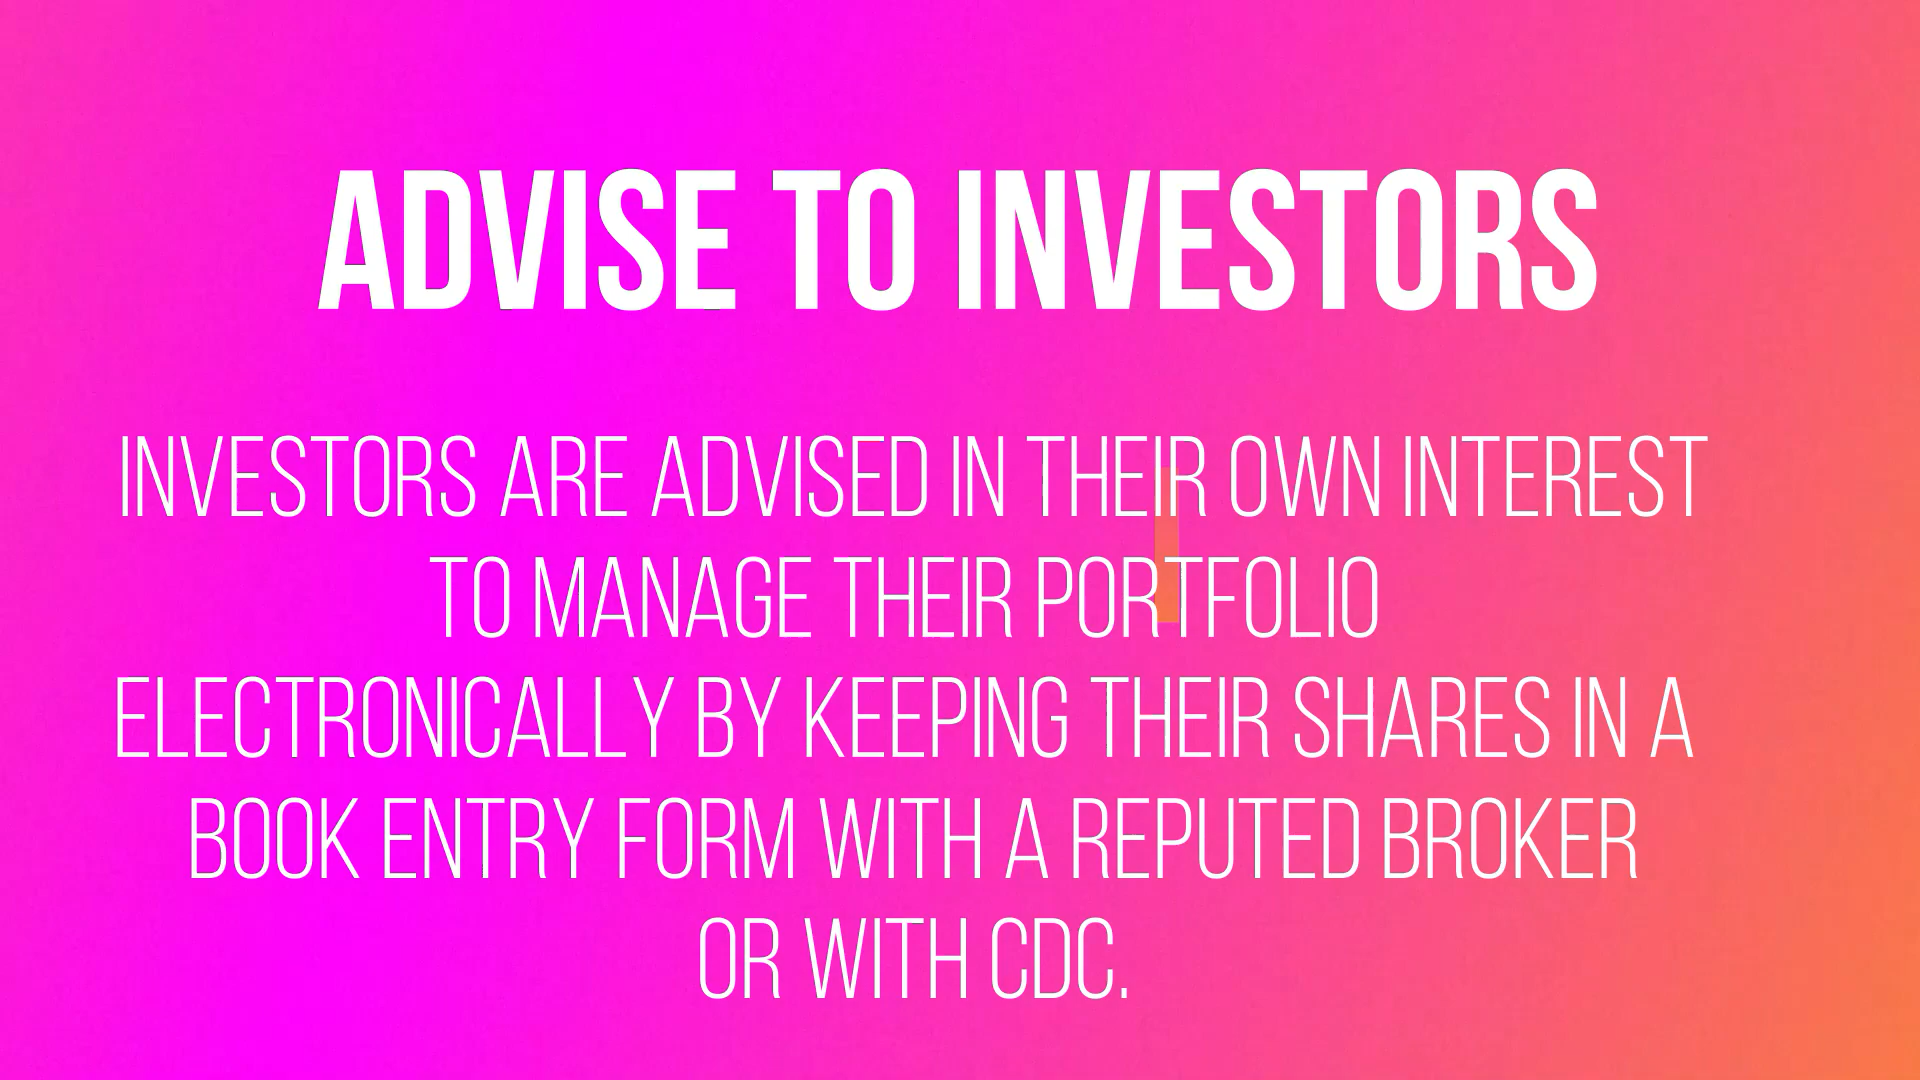 ADVISE TO INVESTORS
INVESTORS ARE ADVISED IN THEIR OWN INTEREST
TO MANAGE THEIR PORTFOLIO
ELECTRONICALLY BY KEEPING THEIR SHARES IN A
BOOK ENTRY FORM WITH A REPUTED BROKER
OR WITH CDC.